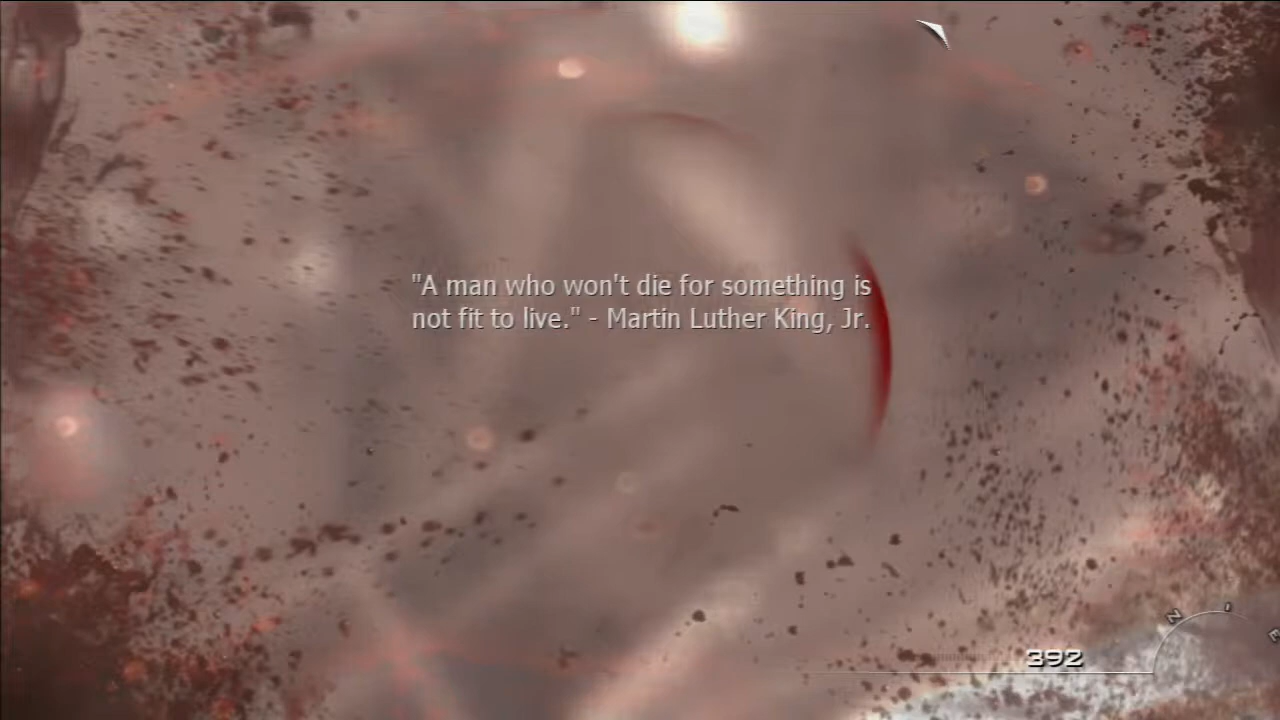 "A man who won't die for something is
not fit to live." - Martin Luther King, Jr.
392
N
E